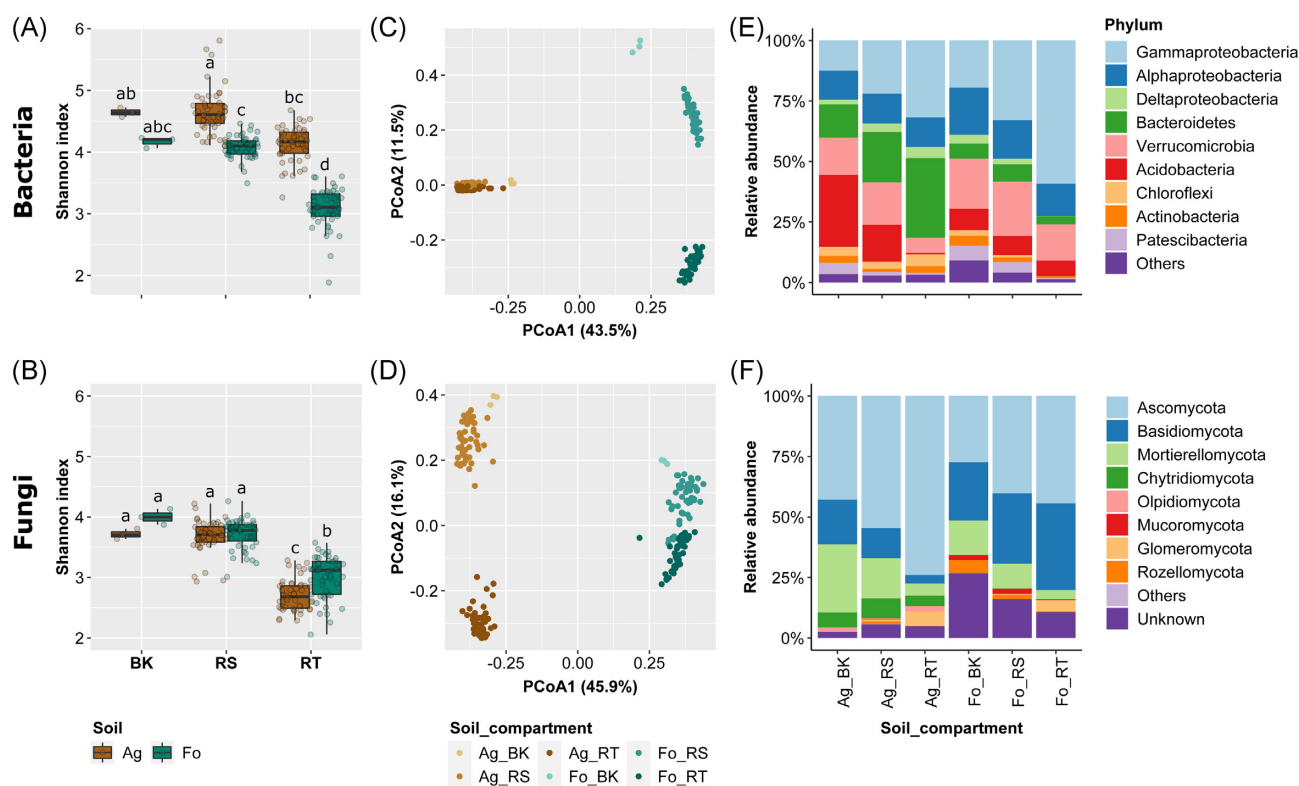 (A)
Bacteria
Shannon index
6
5
4
3
2
ab
abc
a
c
bc
d
(C)
PCoA2 (11.5%)
0.4
0.2
0.0
-0.2
-0.25
0.00
0.25
PCoA1 (43.5%)
(E)
Relative abundance
100%
75%
50%
25%
0%
Phylum
Gammaproteobacteria
Alphaproteobacteria
Deltaproteobacteria
Bacteroidetes
Verrucomicrobia
Acidobacteria
Chloroflexi
Actinobacteria
Patescibacteria
Others
(B)
Fungi
Shannon index
6
5
4
3
2
a
a
a
a
c
b
BK
RS
RT
Soil
Ag
Fo
(D)
PCoA2 (16.1%)
0.4
0.2
0.0
-0.2
-0.25
0.00
0.25
PCoA1 (45.9%)
Soil_compartment
Ag_BK
Ag_RT
Fo_RS
Ag_RS
Fo_BK
Fo_RT
(F)
Relative abundance
100%
75%
50%
25%
0%
Ag_BK
Ag_RS
Ag_RT
Fo_BK
Fo_RS
Fo_RT
Soil_compartment
Ascomycota
Basidiomycota
Mortierellomycota
Chytridiomycota
Olpidiomycota
Mucoromycota
Glomeromycota
Rozellomycota
Others
Unknown